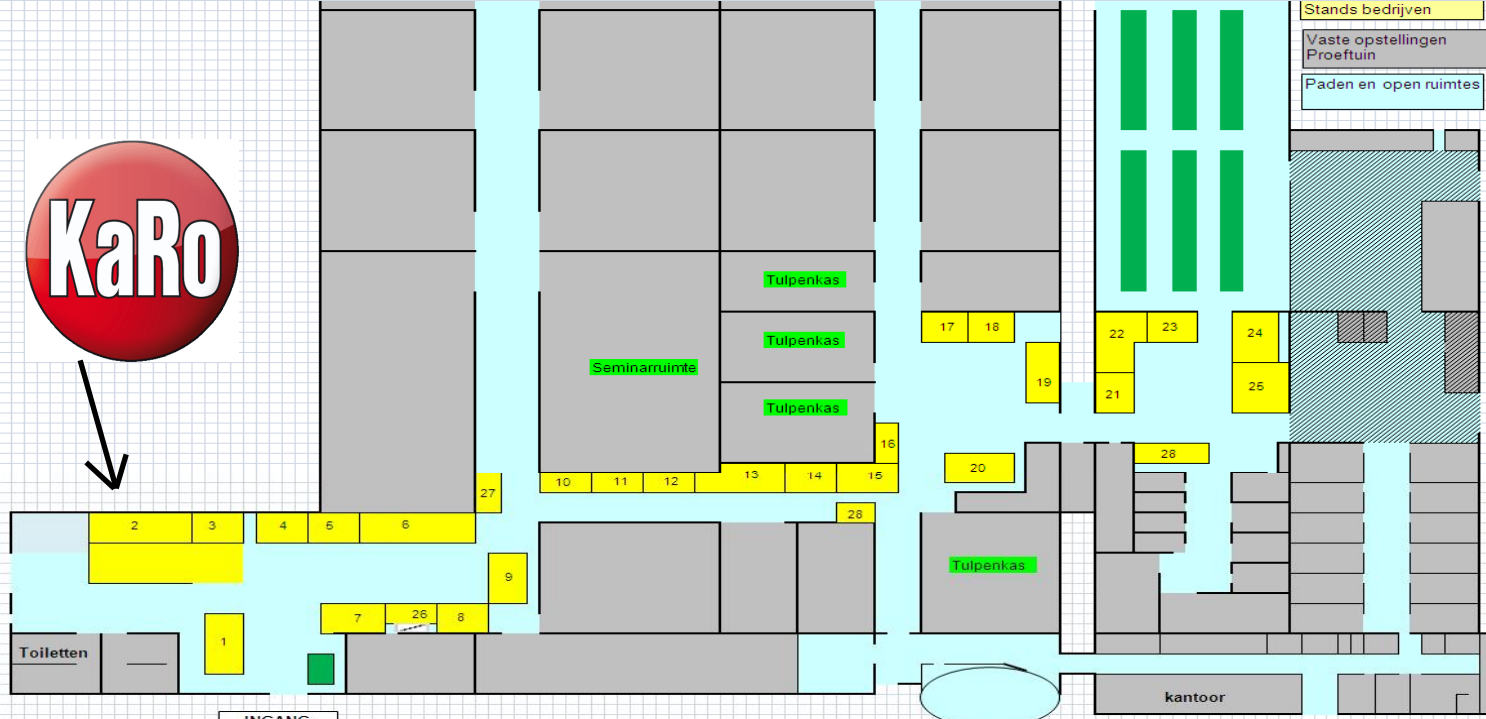 Stands bedrijven
Vaste opstellingen
Proeftuin
Paden en open ruimtes
KaRo
Tulpenkas
Tulpenkas
Seminarruimte
Tulpenkas
17 18
22 23 24
19
21 25
16
28
20
10 11 12 13 14 15
27
28
2 3 4 5 6
Tulpenkas
9
7 26 8
1
Toiletten
kantoor
INGANG